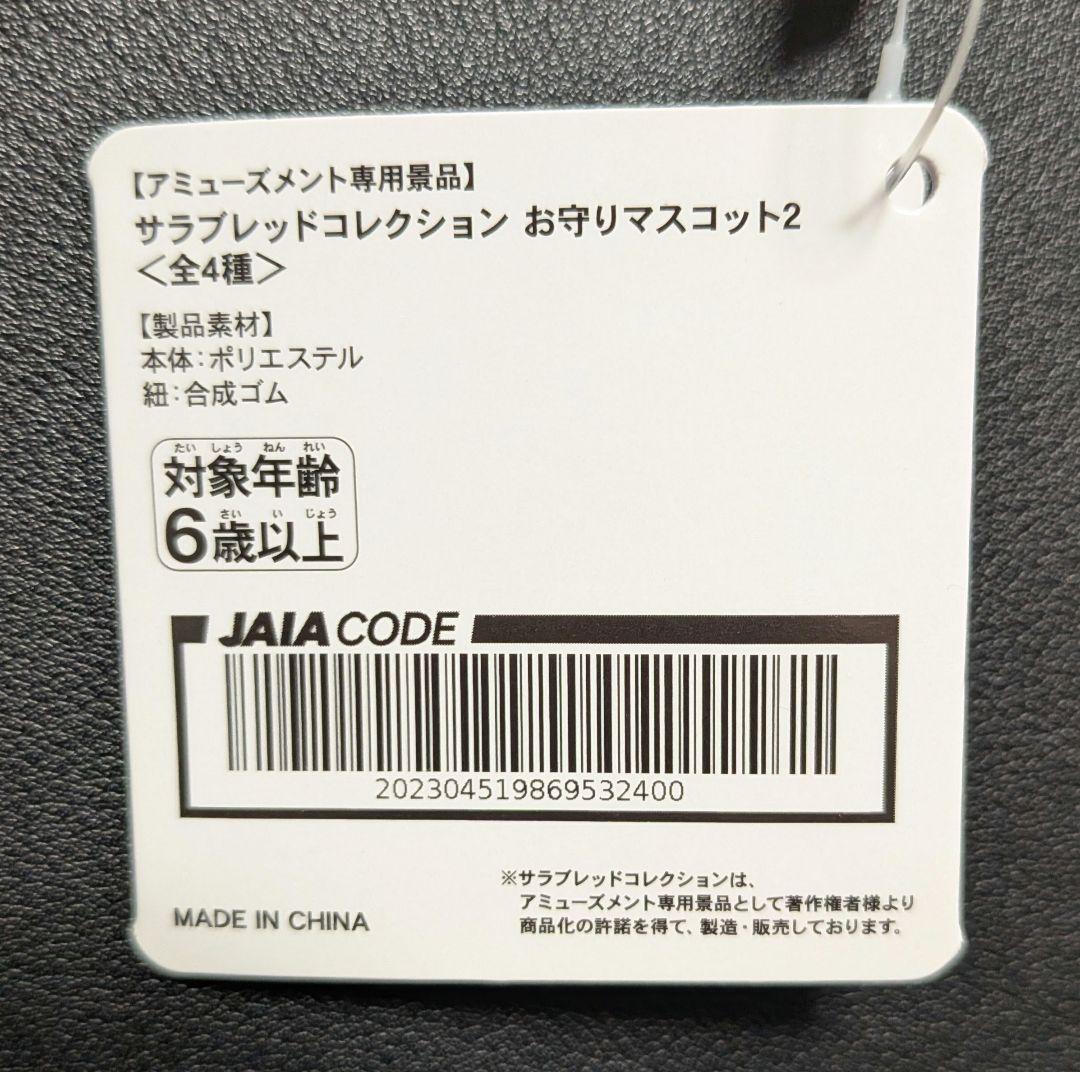 【アミューズメント専用景品】
サラブレッドコレクション お守りマスコット2
＜全4種＞
【製品素材】
本体：ポリエステル
紐：合成ゴム
たい しょう ねん れい
対象年齢
さい い じょう
6歳以上
JAIA CODE
202304519869532400
※サラブレッドコレクションは、
アミューズメント専用景品として著作権者様より
商品化の許諾を得て、製造・販売しております。
MADE IN CHINA